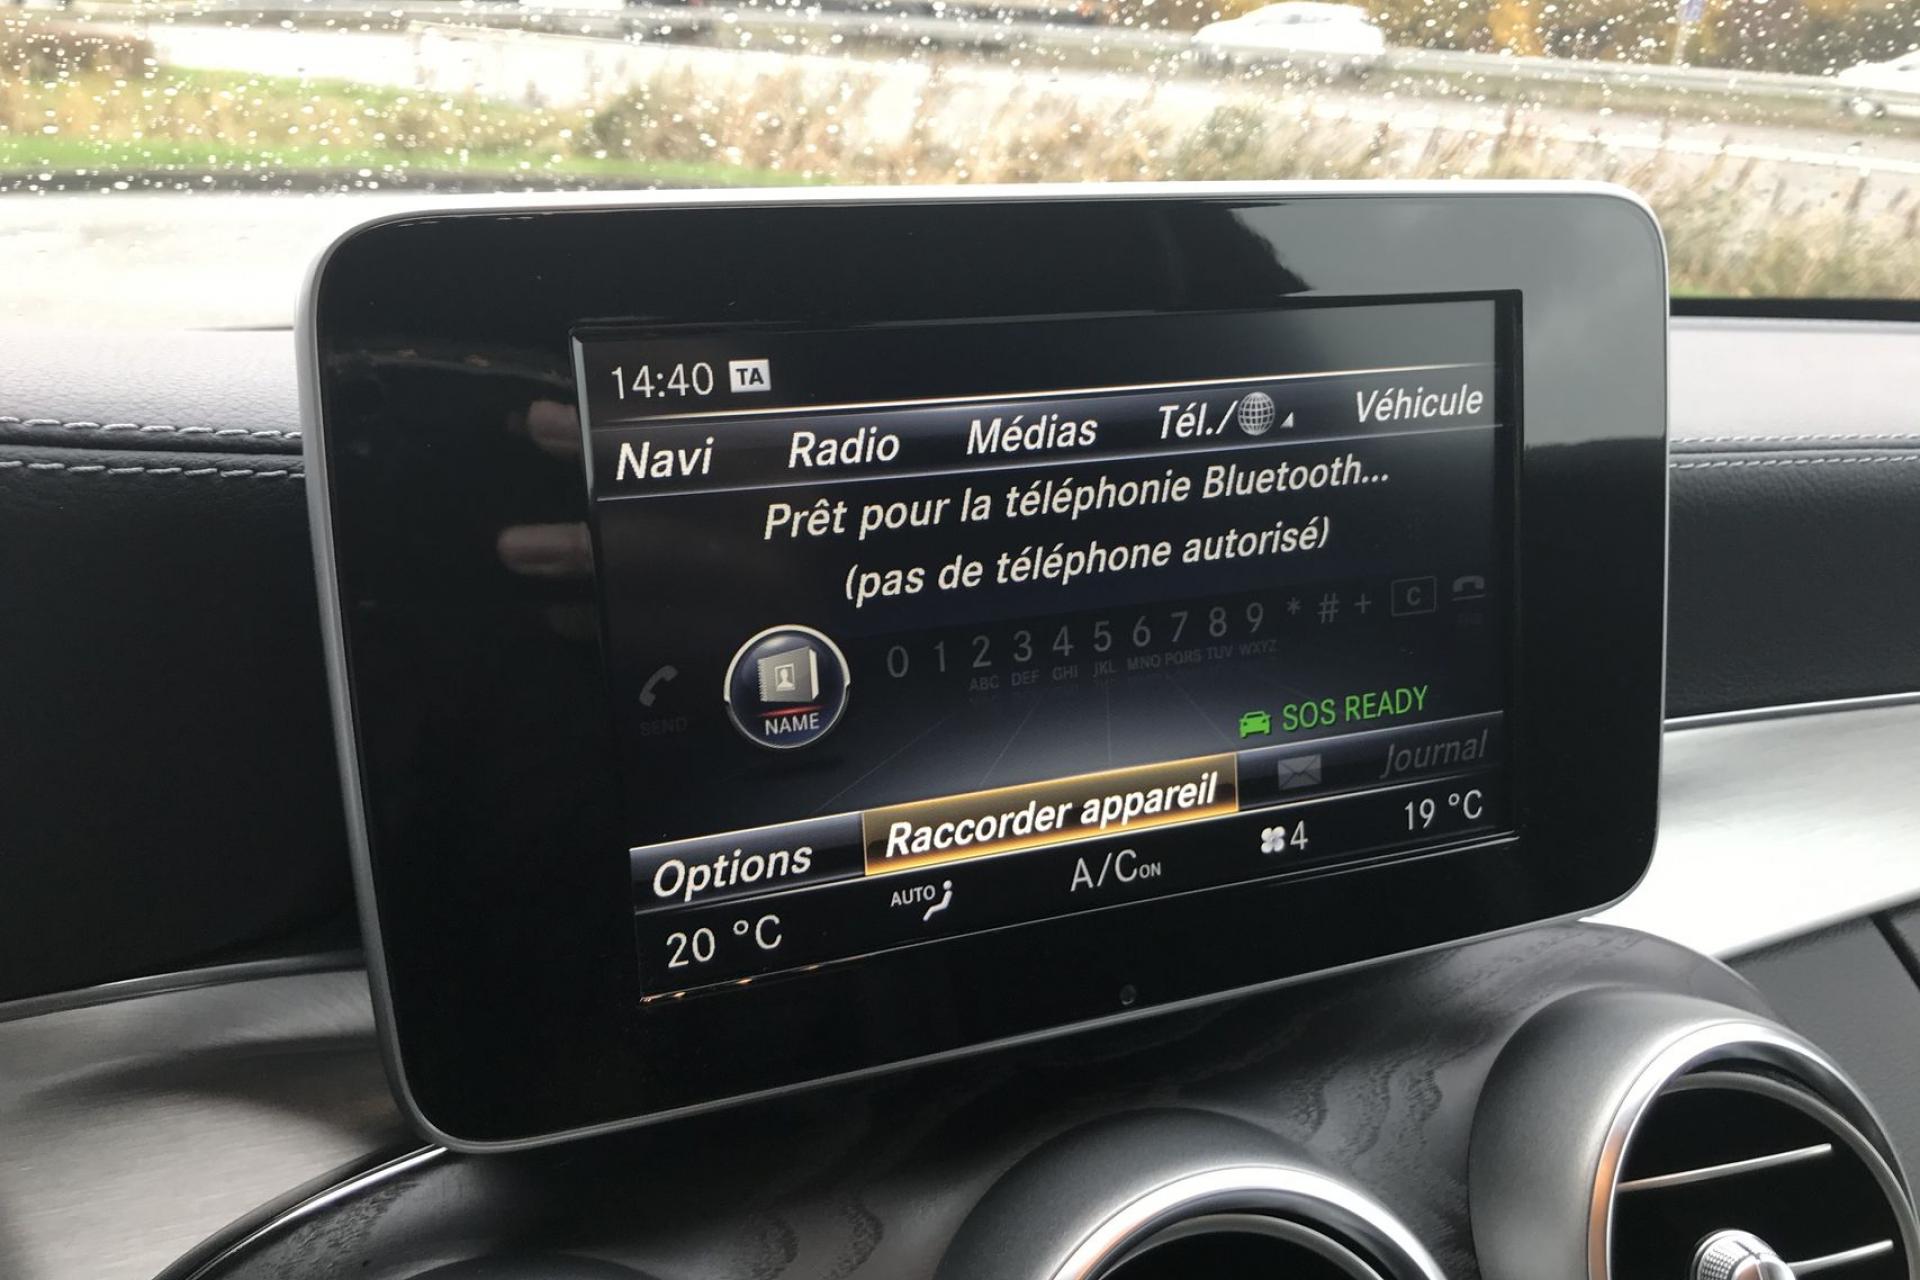 14:40 TA
Navi Radio Médias Tél./ Véhicule
Prêt pour la téléphonie Bluetooth...
(pas de téléphone autorisé)
0 1 2 3 4 5 6 7 8 9 * # + C
ABC DEF GHI JKL MNO PQRS TUV WXYZ
SEND
NAME
SOS READY
Options Raccorder appareil Journal
20 °C AUTO A/C ON 4 19 °C